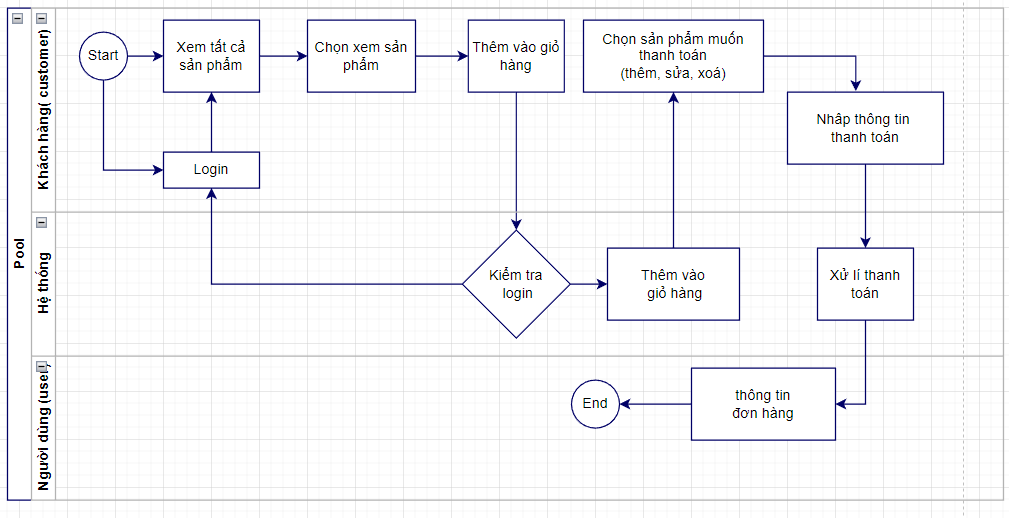 Pool
Khách hàng( customer)
Start
Xem tất cả
sản phẩm
Chọn xem sản
phẩm
Thêm vào giỏ
hàng
Chọn sản phẩm muốn
thanh toán
(thêm, sửa, xoá)
Nhâp thông tin
thanh toán
Login
Hệ thống
Kiểm tra
login
Thêm vào
giỏ hàng
Xử lí thanh
toán
Người dùng (user)
End
thông tin
đơn hàng